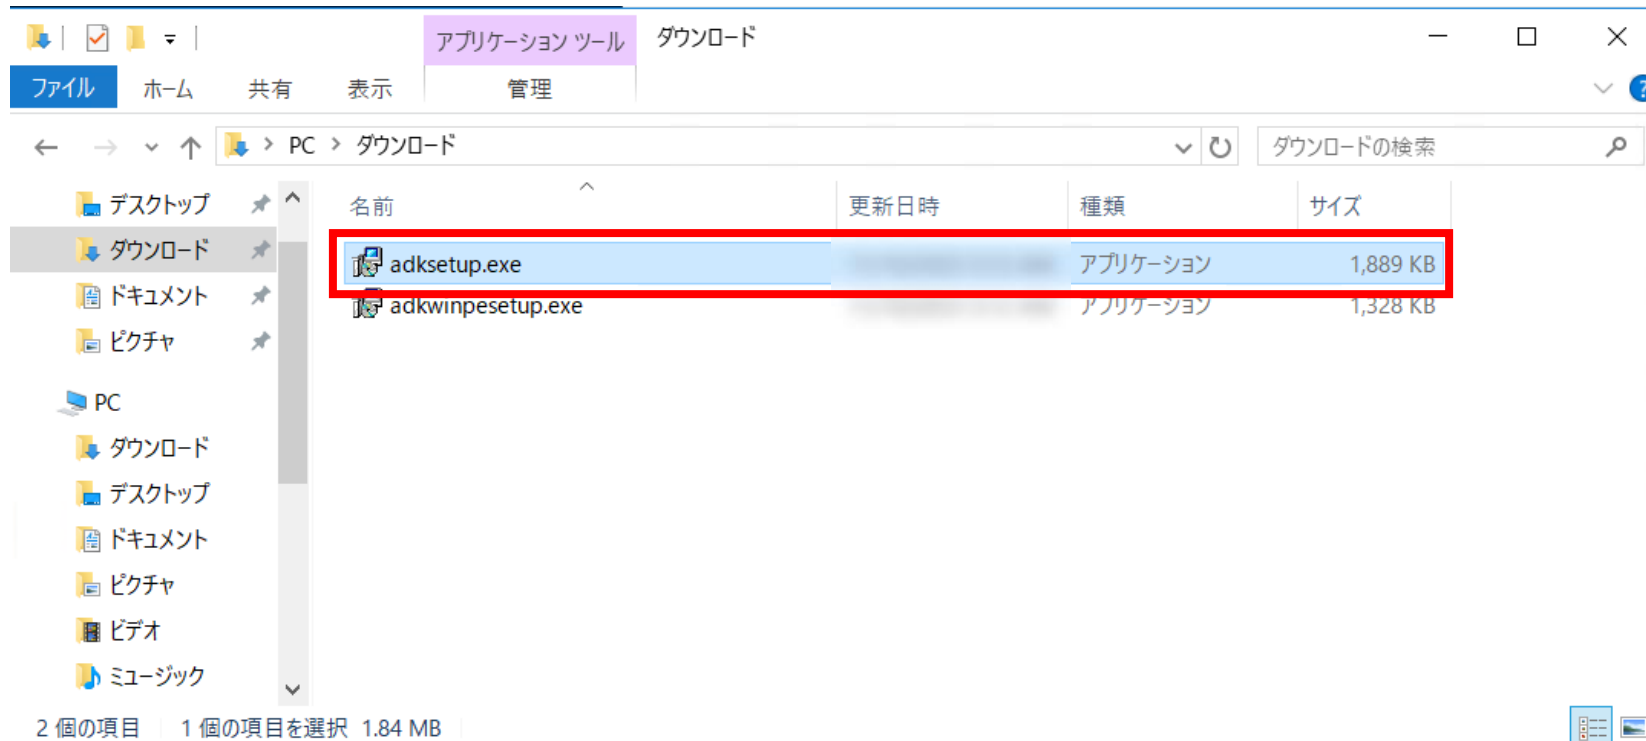 アプリケーション ツール ダウンロード
ファイル ホーム 共有 表示 管理
PC ダウンロード ダウンロードの検索
名前 更新日時 種類 サイズ
adksetup.exe アプリケーション 1,889 KB
adkwinpesetup.exe アプリケーション 1,328 KB
デスクトップ
ダウンロード
ドキュメント
ピクチャ
PC
ダウンロード
デスクトップ
ドキュメント
ピクチャ
ビデオ
ミュージック
2 個の項目 1 個の項目を選択 1.84 MB